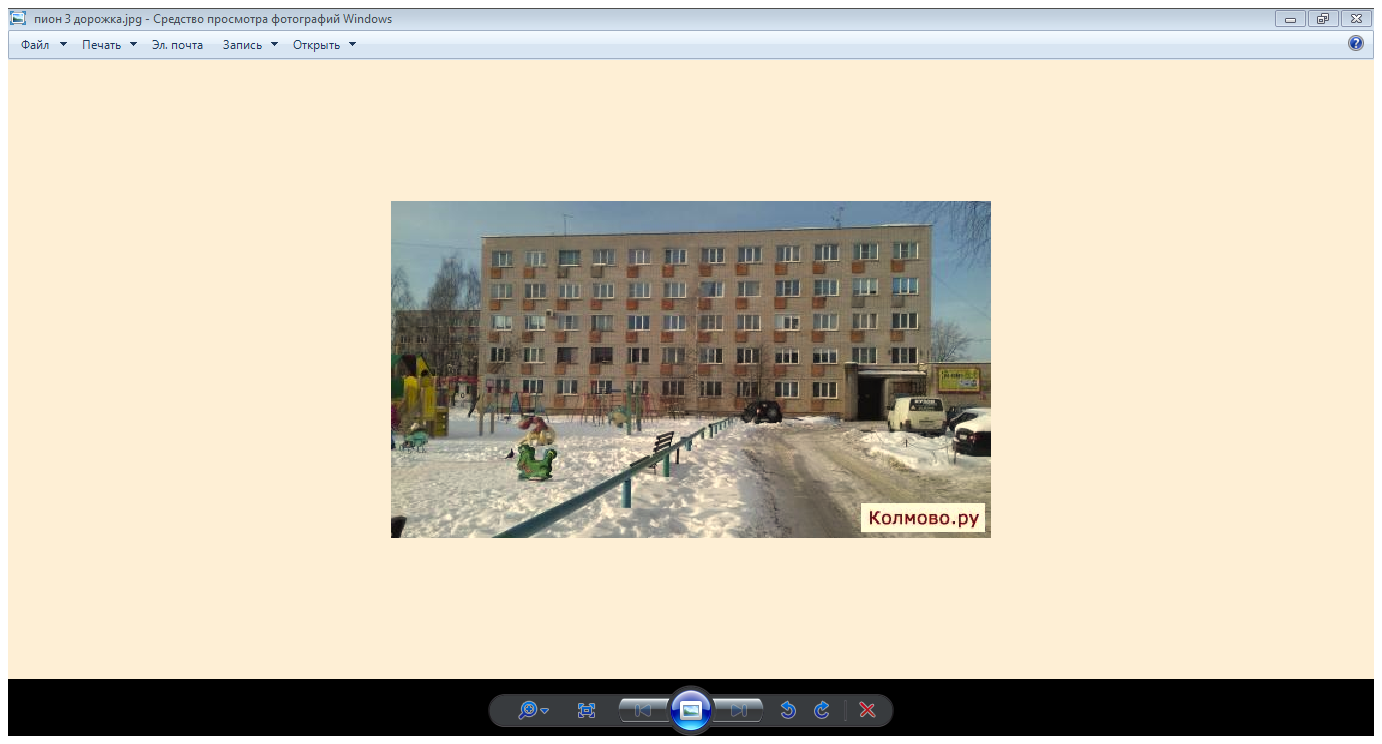 пион 3 дорожка.jpg - Средство просмотра фотографий Windows
Файл Печать Эл. почта Запись Открыть
Колмово.ру